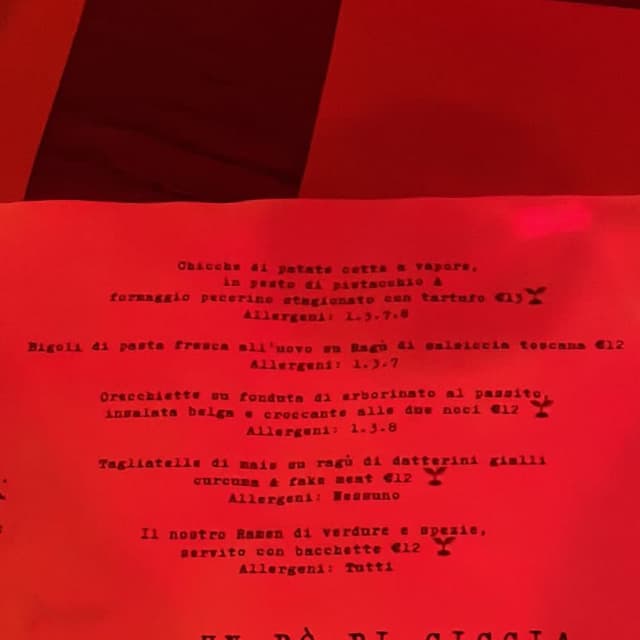 Chicche di patate cotte a vapore,
in pesto di pistacchio &
formaggio pecorino stagionato con tartufo €13
Allergeni: 1.3.7.8
Bigoli di pasta fresca all'uovo su Ragù di salsiccia toscana €12
Allergeni: 1.3.7
Orecchiette su fonduta di erborinato al passito,
insalata belga e croccante alle due noci €12
Allergeni: 1.3.8
Tagliatelle di mais su ragù di datterini gialli
curcuma & fake meat €12
Allergeni: Nessuno
Il nostro Ramen di verdure e spezie,
servito con bacchette €12
Allergeni: Tutti
UN PÒ DI CICCIA